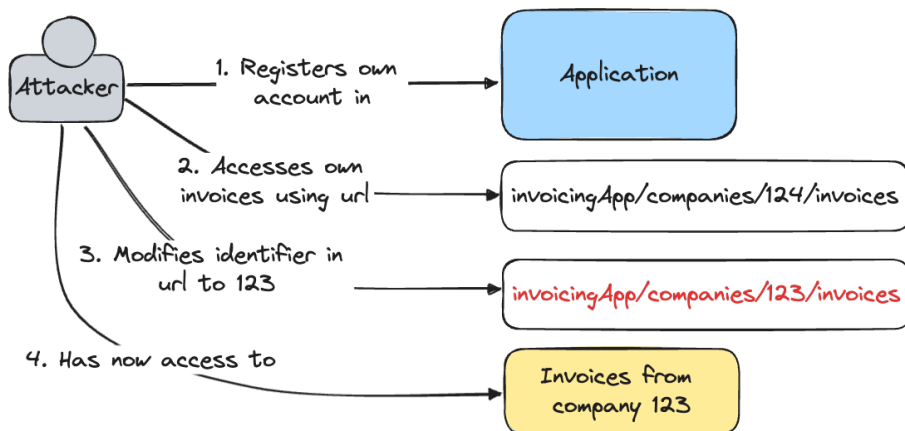 Attacker
1. Registers own
account in
Application
2. Accesses own
invoices using url
invoicingApp/companies/124/invoices
3. Modifies identifier in
url to 123
invoicingApp/companies/123/invoices
4. Has now access to
Invoices from
company 123